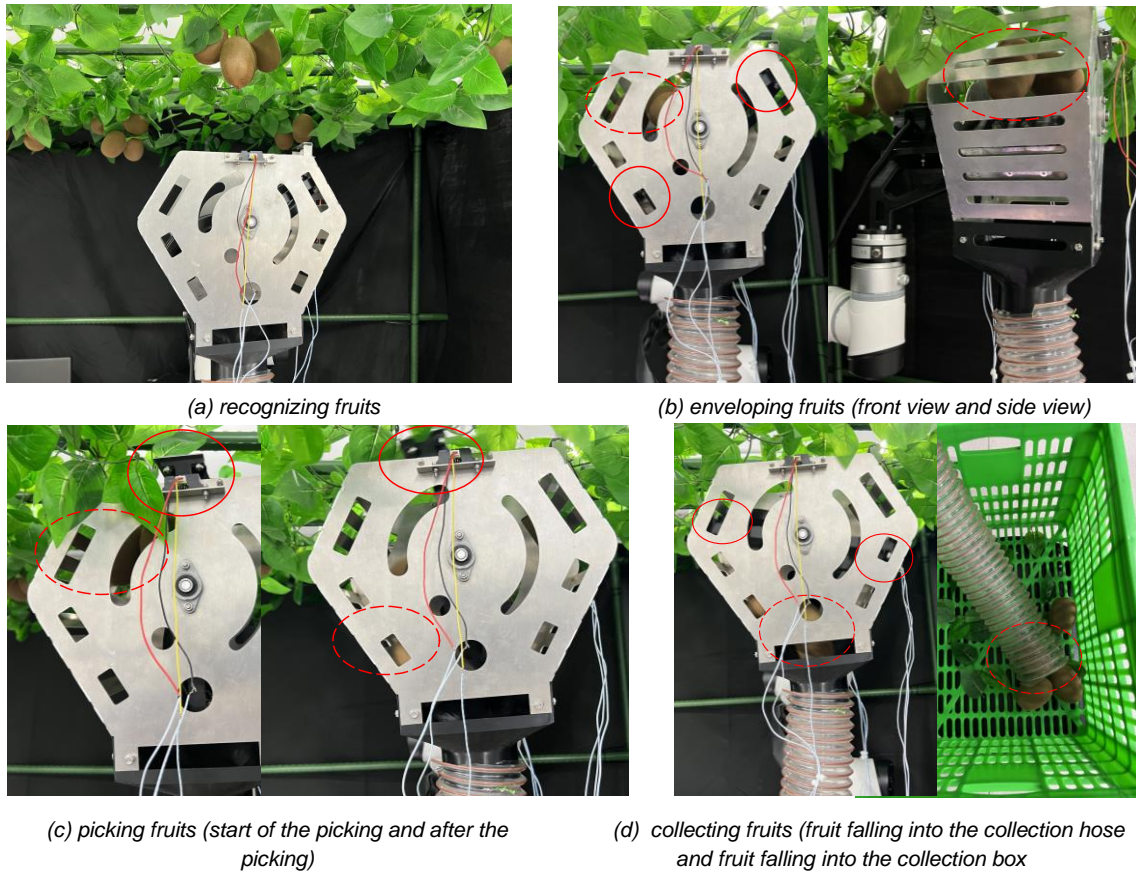 (a) recognizing fruits
(b) enveloping fruits (front view and side view)
(c) picking fruits (start of the picking and after the
picking)
(d) collecting fruits (fruit falling into the collection hose
and fruit falling into the collection box